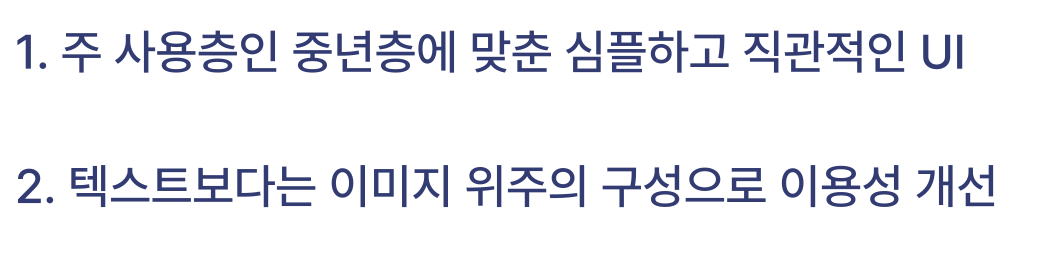 1. 주 사용층인 중년층에 맞춘 심플하고 직관적인 UI
2. 텍스트보다는 이미지 위주의 구성으로 이용성 개선